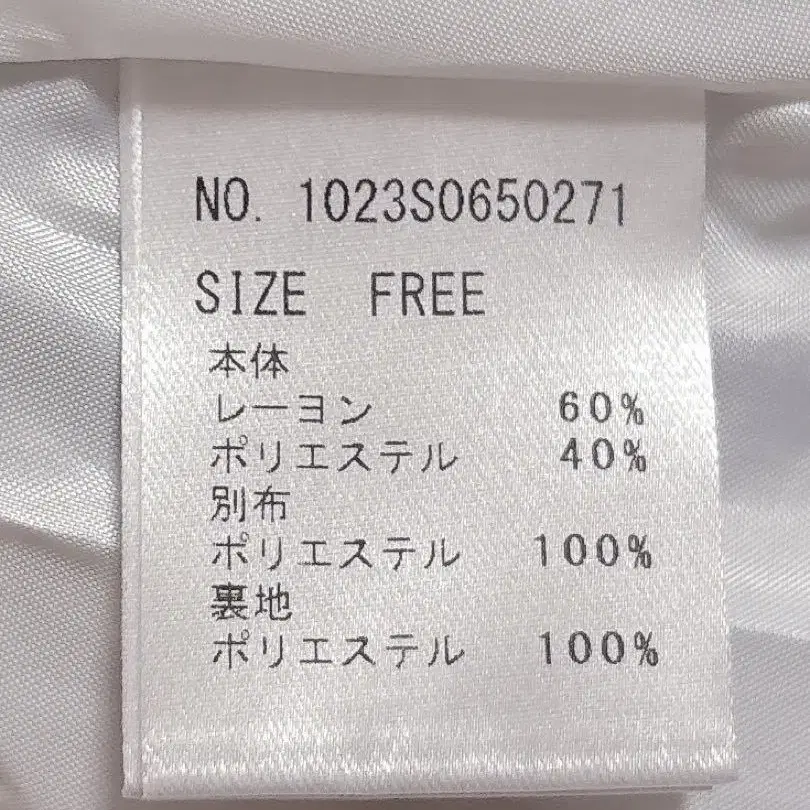 NO. 1023S0650271
SIZE FREE
本体
レーヨン 60%
ポリエステル 40%
別布
ポリエステル 100%
裏地
ポリエステル 100%